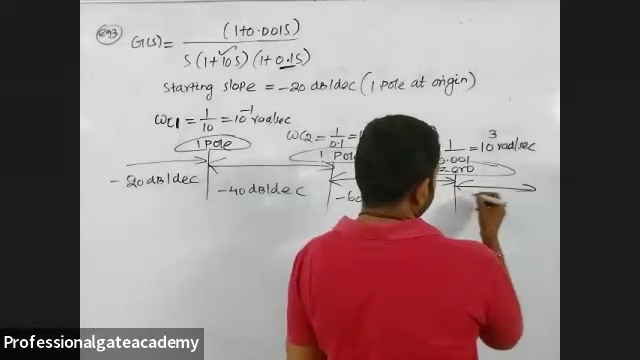 293
G(s) = (1+0.001S)
S(1+10S)(1+0.1S)
Starting slope = -20 dB/dec (1 pole at origin)
ωc1 = 1/10 = 10⁻¹ rad/sec
ωc2 = 1/0.1 =
1/0.001 = 10³ rad/sec
1 Pole
1 Pole
zero
-20 dB/dec
-40 dB/dec
Professionalgateacademy